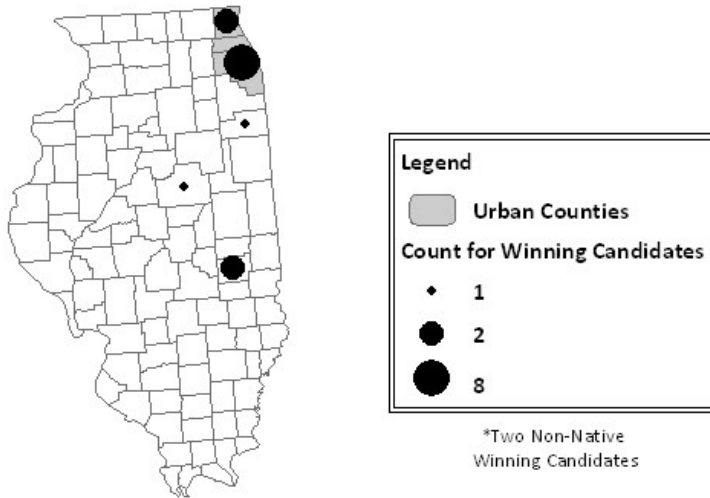 Legend
Urban Counties
Count for Winning Candidates
1
2
8
*Two Non-Native
Winning Candidates